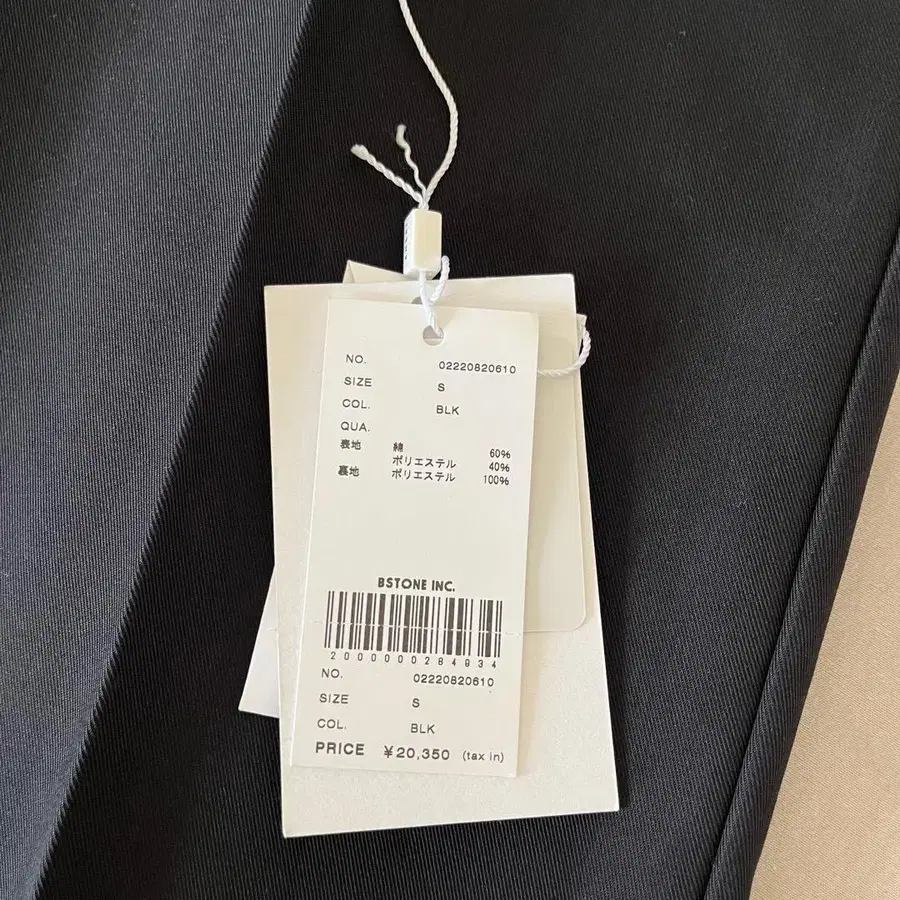 NO. 02220820610
SIZE S
COL. BLK
QUA.
表地 綿 60%
ポリエステル 40%
裏地 ポリエステル 100%
BSTONE INC.
2000000284934
NO. 02220820610
SIZE S
COL. BLK
PRICE ¥20,350 (tax in)